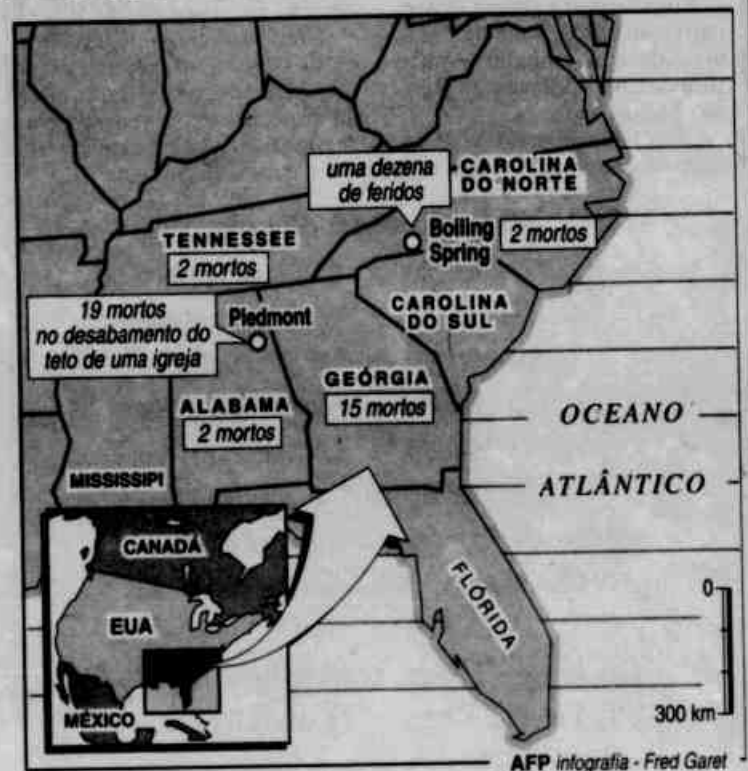 uma dezena
de feridos
CAROLINA
DO NORTE
Boiling
Spring
2 mortos
TENNESSEE
2 mortos
19 mortos
no desabamento do
teto de uma igreja
Piedmont
CAROLINA
DO SUL
GEÓRGIA
15 mortos
ALABAMA
2 mortos
MISSISSIPI
OCEANO
ATLÂNTICO
FLÓRIDA
CANADÁ
EUA
MÉXICO
0
300 km
AFP infografia - Fred Garet